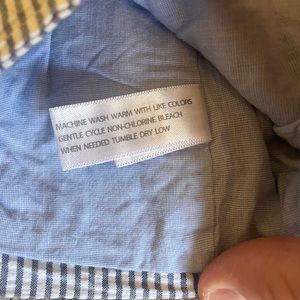 MACHINE WASH WARM WITH LIKE COLORS
GENTLE CYCLE NON-CHLORINE BLEACH
WHEN NEEDED TUMBLE DRY LOW